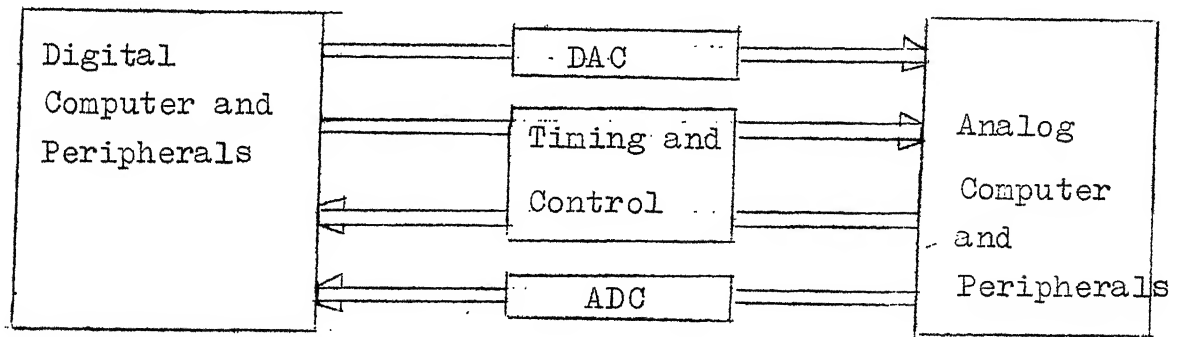 Digital
Computer and
Peripherals
DAC
Timing and
Control
ADC
Analog
Computer
and
Peripherals